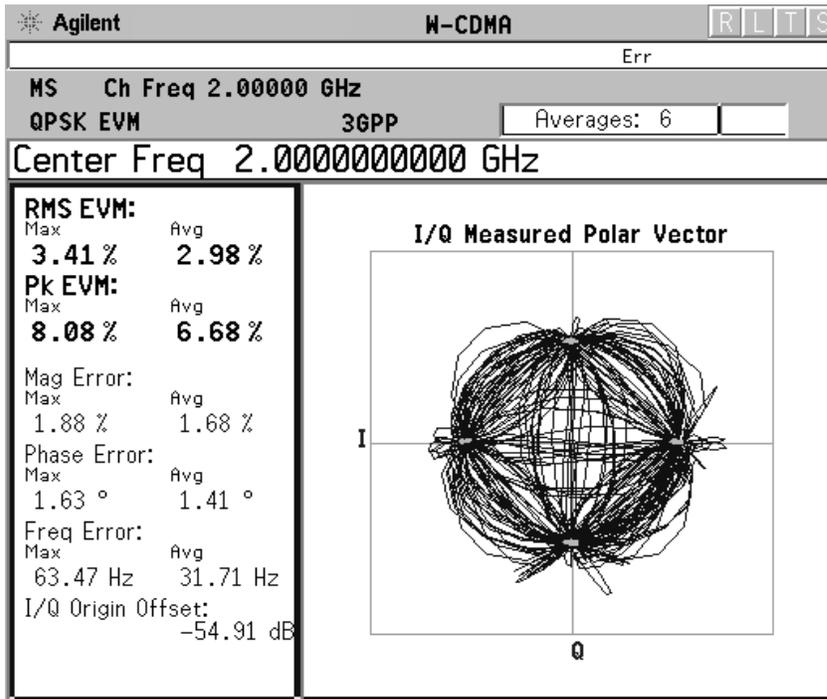 Agilent W-CDMA R L T S
Err
MS Ch Freq 2.00000 GHz
QPSK EVM 3GPP Averages: 6
Center Freq 2.0000000000 GHz
RMS EVM:
Max Avg
3.41 % 2.98 %
Pk EVM:
Max Avg
8.08 % 6.68 %
Mag Error:
Max Avg
1.88 % 1.68 %
Phase Error:
Max Avg
1.63 ° 1.41 °
Freq Error:
Max Avg
63.47 Hz 31.71 Hz
I/Q Origin Offset:
-54.91 dB
I/Q Measured Polar Vector
I
Q